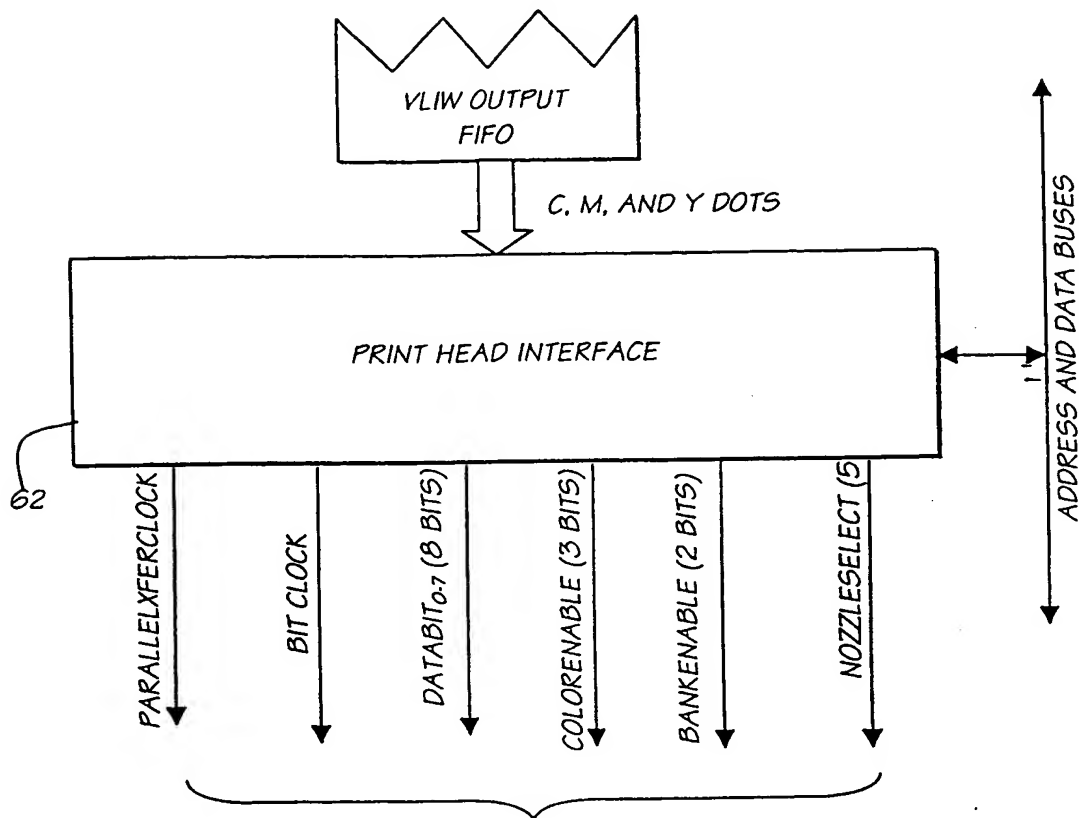 VLIW OUTPUT
FIFO
C, M, AND Y DOTS
PRINT HEAD INTERFACE
ADDRESS AND DATA BUSES
62
PARALLELXFERCLOCK
BIT CLOCK
DATABIT0-7 (8 BITS)
COLORENABLE (3 BITS)
BANKENABLE (2 BITS)
NOZZLESELECT (5